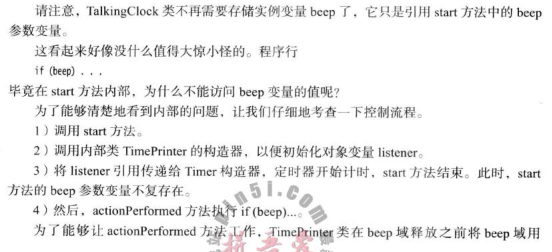 请注意，TalkingClock 类不再需要存储实例变量 beep 了，它只是引用 start 方法中的 beep
参数变量。
这看起来好像没什么值得大惊小怪的。程序行
if (beep) . . .
毕竟在 start 方法内部，为什么不能访问 beep 变量的值呢？
为了能够清楚地看到内部的问题，让我们仔细地考查一下控制流程。
1）调用 start 方法。
2）调用内部类 TimePrinter 的构造器，以便初始化对象变量 listener。
3）将 listener 引用传递给 Timer 构造器，定时器开始计时，start 方法结束。此时，start
方法的 beep 参数变量不复存在。
4）然后，actionPerformed 方法执行 if (beep)...。
为了能够让 actionPerformed 方法工作，TimePrinter 类在 beep 域释放之前将 beep 域用